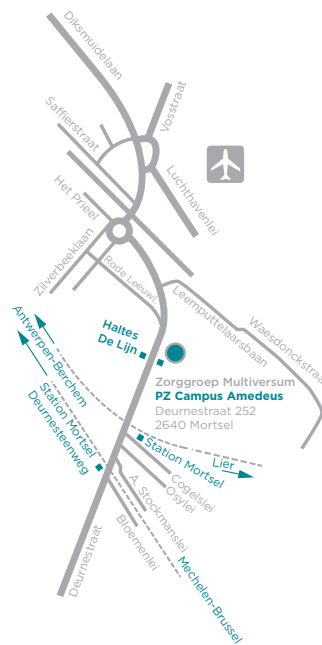 Diksmuidelaan
Vosstraat
Saffierstraat
Luchthavenlei
Het Prieel
Zilverbeeklaan
Rode Leeuwl.
Leemputtelaarsbaan
Waesdonckstraat
Antwerpen-Berchem
Haltes
De Lijn
Zorggroep Multiversum
PZ Campus Amedeus
Deurnestraat 252
2640 Mortsel
Station Mortsel
Deurnesteenweg
Station Mortsel
Lier
Cogelslei
Osylei
A. Stockmanslei
Bloemenlei
Deurnestraat
Mechelen-Brussel